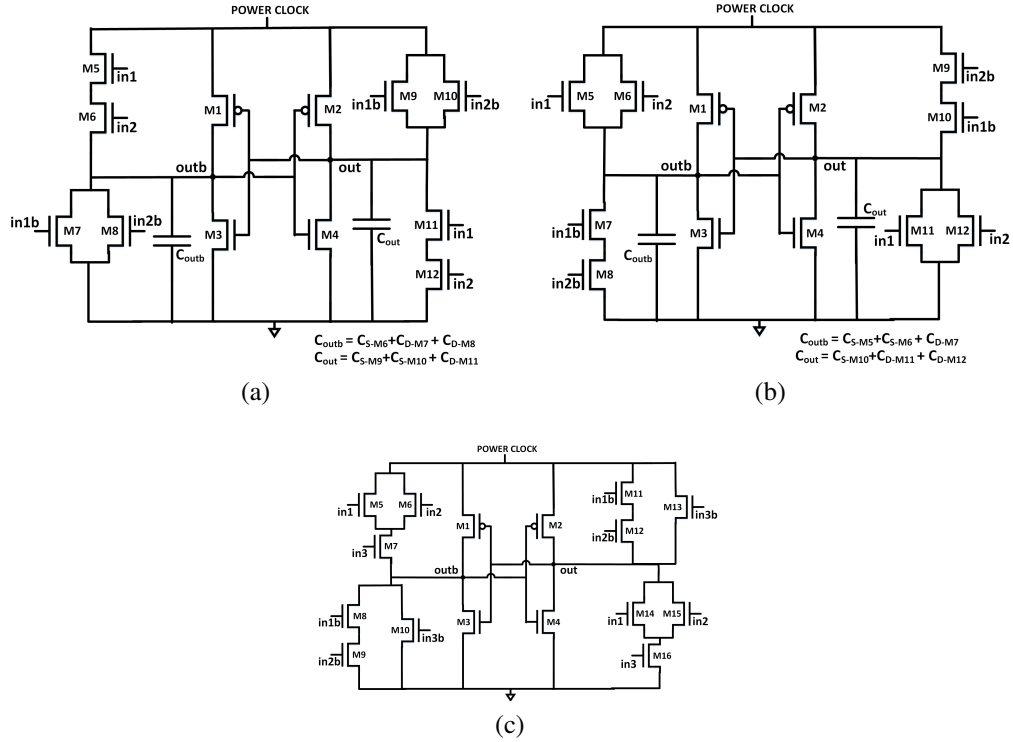 POWER CLOCK
M5
in1
M6
in2
M1
M2
in1b
M9
M10
in2b
outb
out
in1b
M7
M8
in2b
Coutb
M3
M4
Cout
M11
in1
M12
in2
Coutb = CS-M6+CD-M7 + CD-M8
Cout = CS-M9+CS-M10 + CD-M11
(a)
POWER CLOCK
in1
M5
M6
in2
M1
M2
M9
in2b
M10
in1b
outb
out
in1b
M7
in2b
M8
Coutb
M3
M4
Cout
in1
M11
M12
in2
Coutb = CS-M5+CS-M6 + CD-M7
Cout = CS-M10+CD-M11 + CD-M12
(b)
POWER CLOCK
in1
M5
M6
in2
in3
M7
M1
M2
in1b
M11
in2b
M12
M13
in3b
outb
out
in1b
M8
in2b
M9
M10
in3b
M3
M4
in1
M14
M15
in2
in3
M16
(c)